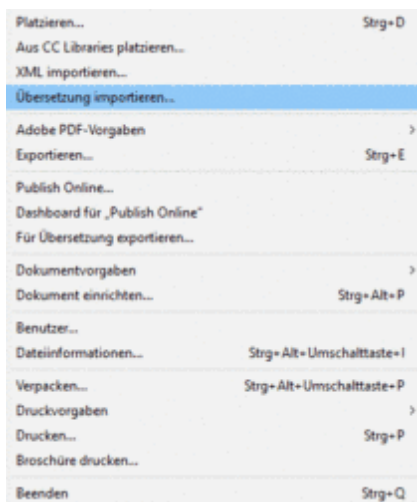 Platzieren... Strg+D
Aus CC Libraries platzieren...
XML importieren...
Übersetzung importieren...
Adobe PDF-Vorgaben >
Exportieren... Strg+E
Publish Online...
Dashboard für „Publish Online“
Für Übersetzung exportieren...
Dokumentvorgaben >
Dokument einrichten... Strg+Alt+P
Benutzer...
Dateiinformationen... Strg+Alt+Umschalttaste+I
Verpacken... Strg+Alt+Umschalttaste+P
Druckvorgaben >
Drucken... Strg+P
Broschüre drucken...
Beenden Strg+Q